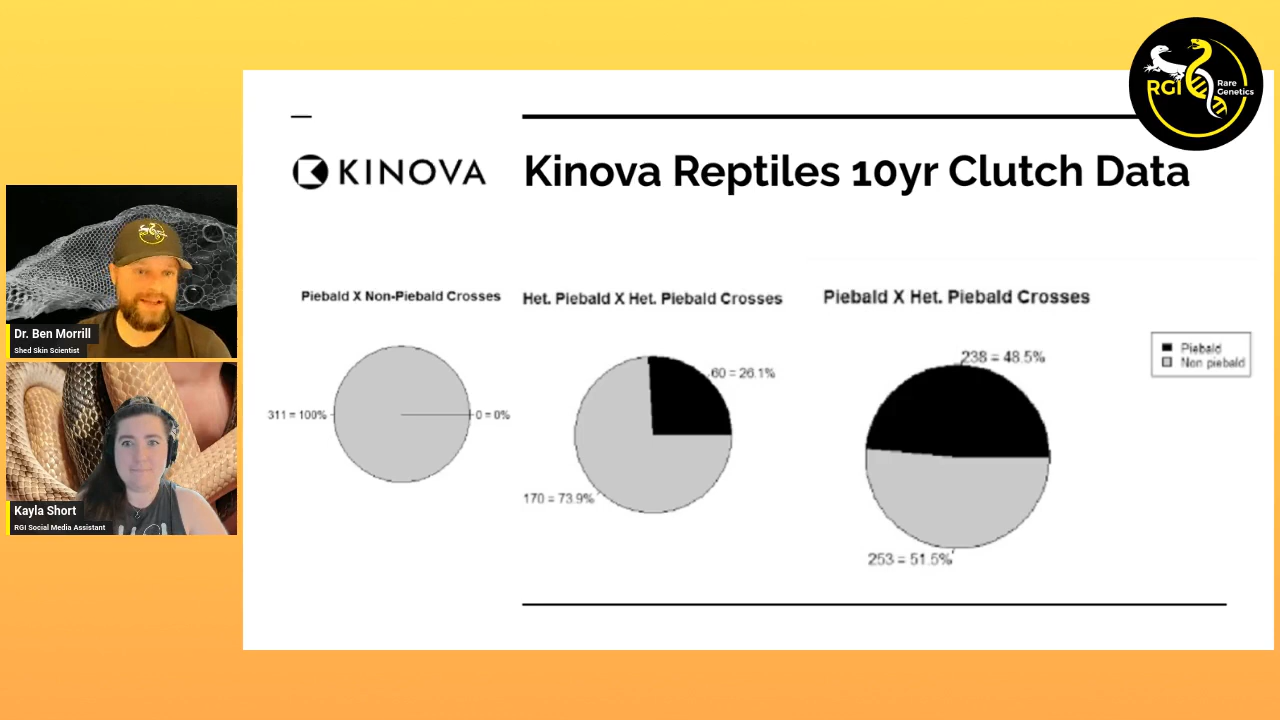 RGI
Rare
Genetics
KINOVA
Kinova Reptiles 10yr Clutch Data
Piebald X Non-Piebald Crosses
311 = 100%
0 = 0%
Het. Piebald X Het. Piebald Crosses
60 = 26.1%
170 = 73.9%
Piebald X Het. Piebald Crosses
238 = 48.5%
253 = 51.5%
Piebald
Non piebald
Dr. Ben Morrill
Shed Skin Scientist
Kayla Short
RGI Social Media Assistant